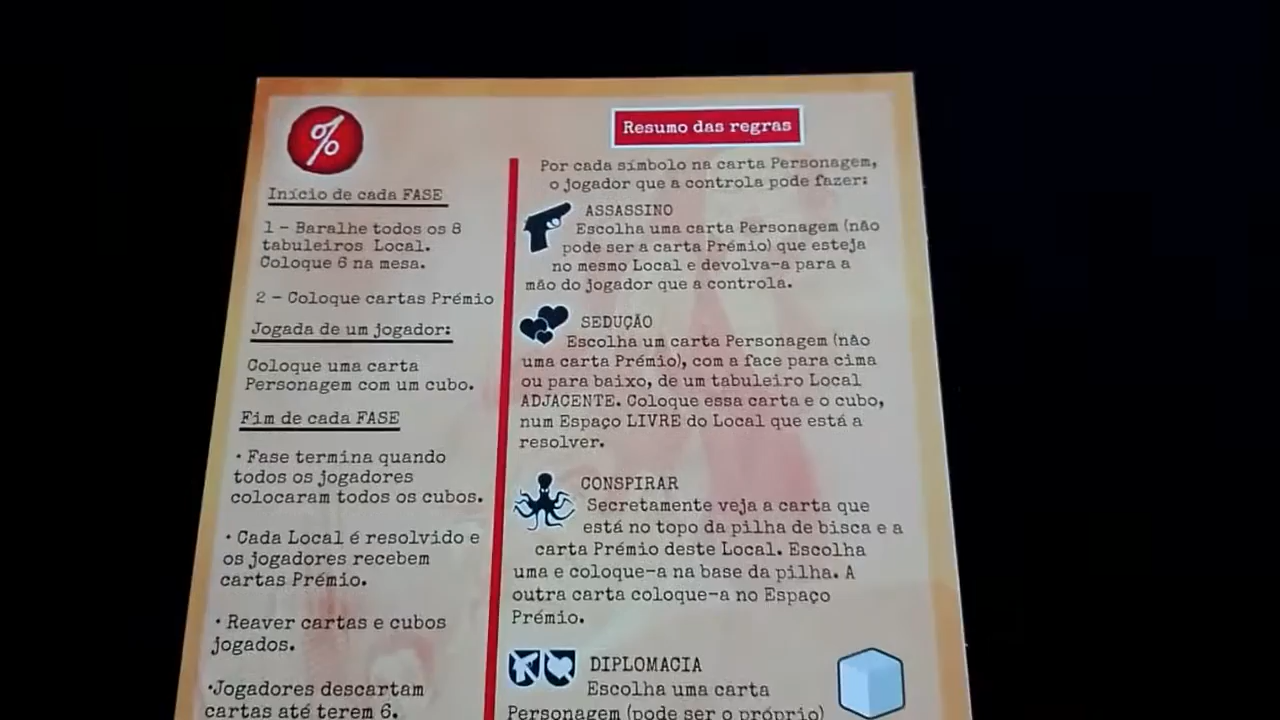 %
Início de cada FASE
1 - Baralhe todos os 8
tabuleiros Local.
Coloque 6 na mesa.
2 - Coloque cartas Prémio
Jogada de um jogador:
Coloque uma carta
Personagem com um cubo.
Fim de cada FASE
• Fase termina quando
todos os jogadores
colocaram todos os cubos.
• Cada Local é resolvido e
os jogadores recebem
cartas Prémio.
• Reaver cartas e cubos
jogados.
•Jogadores descartam
cartas até terem 6.
Resumo das regras
Por cada símbolo na carta Personagem,
o jogador que a controla pode fazer:
ASSASSINO
Escolha uma carta Personagem (não
pode ser a carta Prémio) que esteja
no mesmo Local e devolva-a para a
mão do jogador que a controla.
SEDUÇÃO
Escolha um carta Personagem (não
uma carta Prémio), com a face para cima
ou para baixo, de um tabuleiro Local
ADJACENTE. Coloque essa carta e o cubo,
num Espaço LIVRE do Local que está a
resolver.
CONSPIRAR
Secretamente veja a carta que
está no topo da pilha de bisca e a
carta Prémio deste Local. Escolha
uma e coloque-a na base da pilha. A
outra carta coloque-a no Espaço
Prémio.
DIPLOMACIA
Escolha uma carta
Personagem (pode ser o próprio)